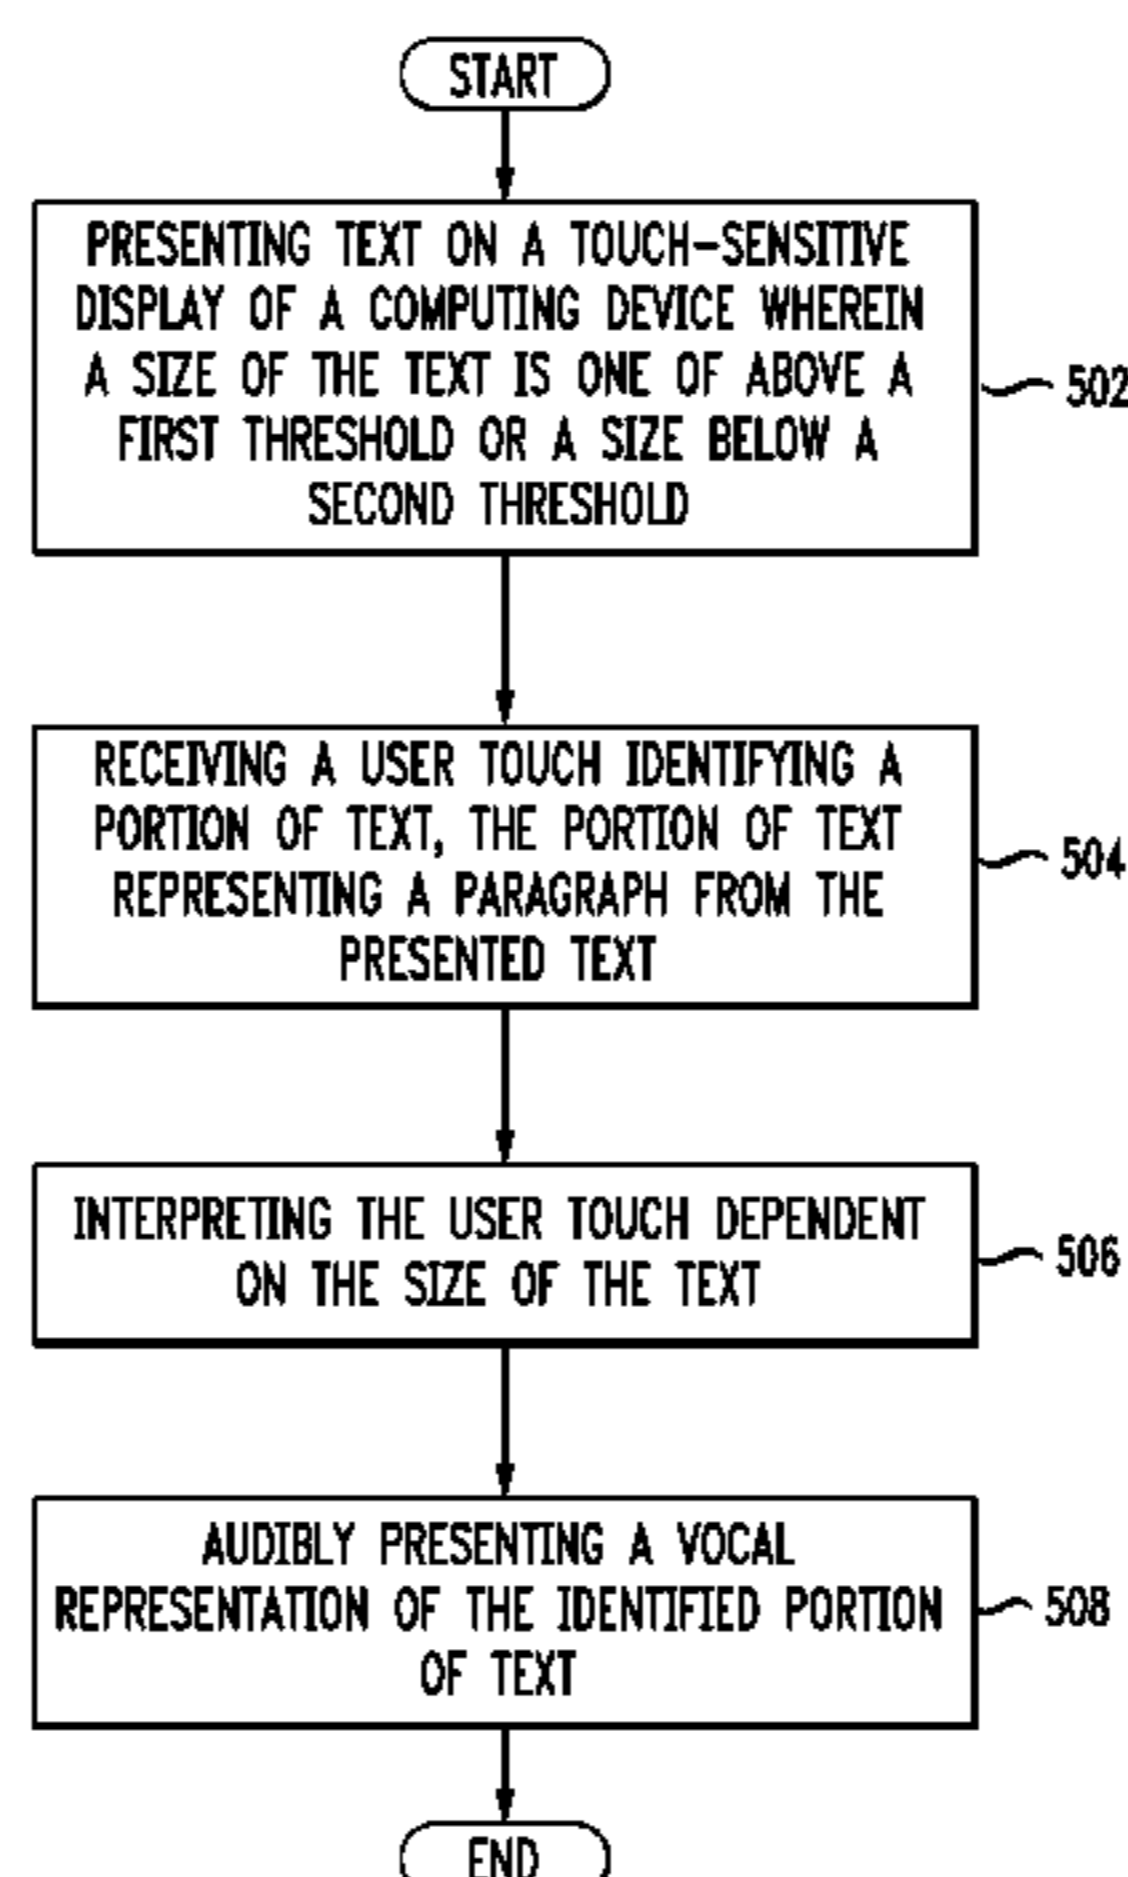 START
PRESENTING TEXT ON A TOUCH-SENSITIVE
DISPLAY OF A COMPUTING DEVICE WHEREIN
A SIZE OF THE TEXT IS ONE OF ABOVE A
FIRST THRESHOLD OR A SIZE BELOW A
SECOND THRESHOLD
502
RECEIVING A USER TOUCH IDENTIFYING A
PORTION OF TEXT, THE PORTION OF TEXT
REPRESENTING A PARAGRAPH FROM THE
PRESENTED TEXT
504
INTERPRETING THE USER TOUCH DEPENDENT
ON THE SIZE OF THE TEXT
506
AUDIBLY PRESENTING A VOCAL
REPRESENTATION OF THE IDENTIFIED PORTION
OF TEXT
508
END